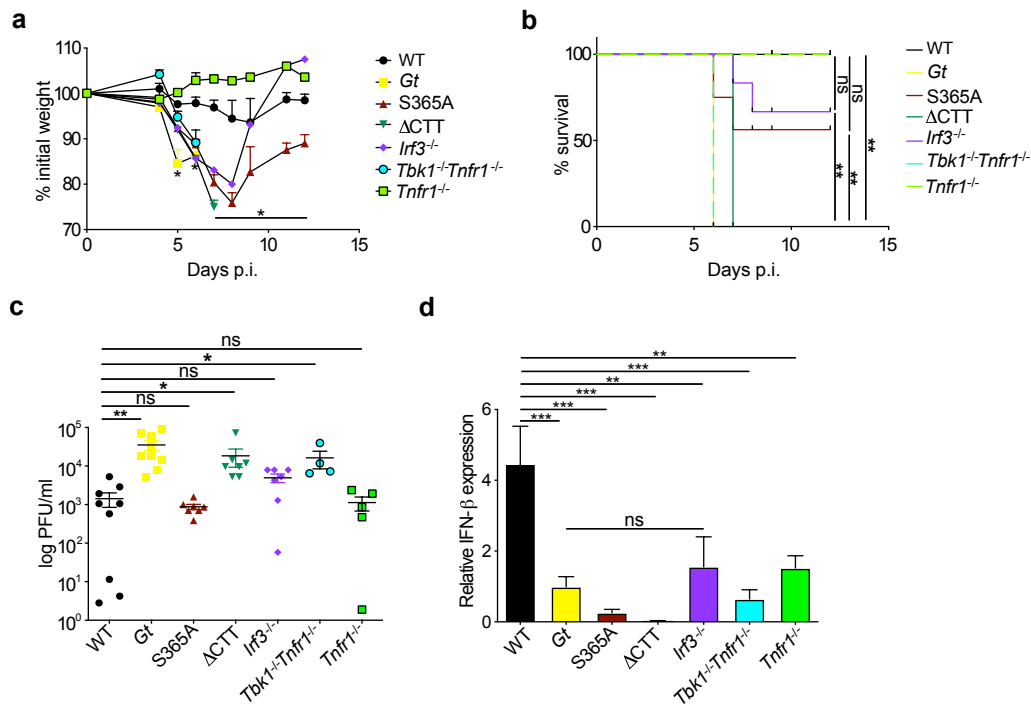 a
110
100
90
80
70
0
5
10
15
% initial weight
Days p.i.
*
*
*
WT
Gt
S365A
ΔCTT
Irf3-/-
Tbk1-/-Tnfr1-/-
Tnfr1-/-
b
100
50
0
0
5
10
15
% survival
Days p.i.
ns
ns
**
**
**
WT
Gt
S365A
ΔCTT
Irf3-/-
Tbk1-/-Tnfr1-/-
Tnfr1-/-
c
ns
*
ns
*
ns
**
10^5
10^4
10^3
10^2
10^1
10^0
log PFU/ml
WT
Gt
S365A
ΔCTT
Irf3-/-
Tbk1-/-Tnfr1-/-
Tnfr1-/-
d
**
***
**
***
***
***
ns
6
4
2
0
Relative IFN-β expression
WT
Gt
S365A
ΔCTT
Irf3-/-
Tbk1-/-Tnfr1-/-
Tnfr1-/-